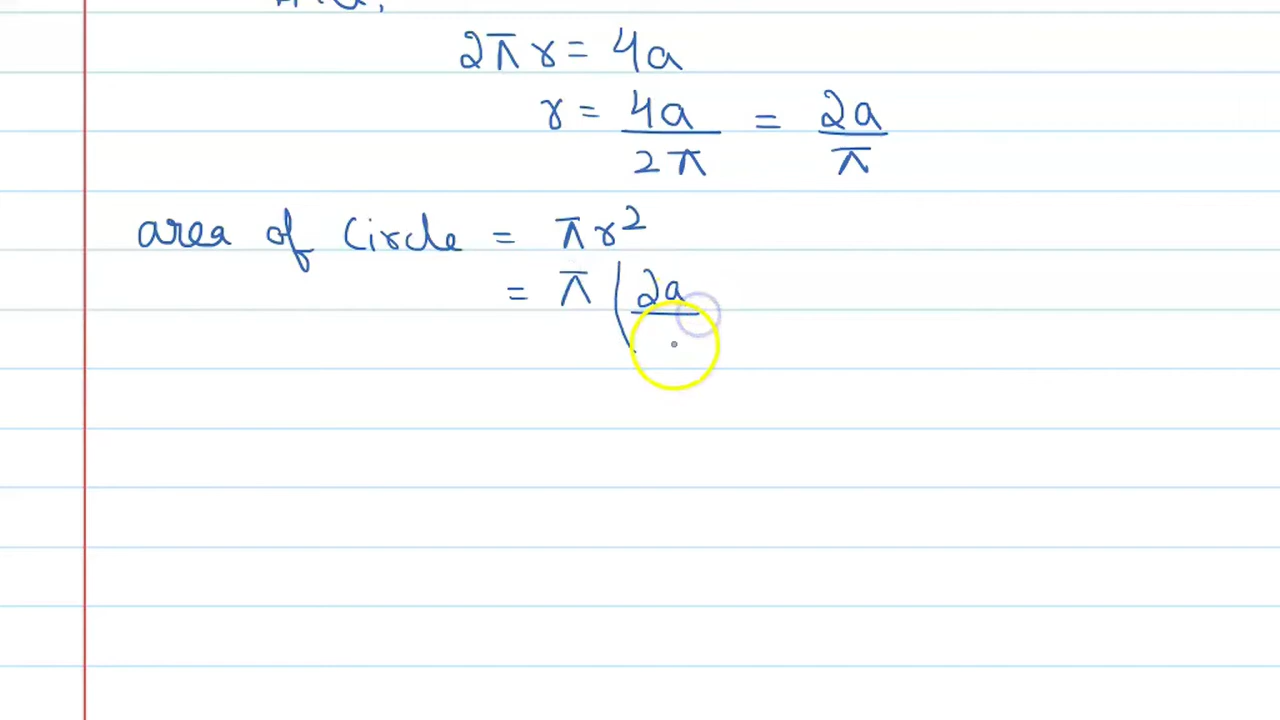 2πr = 4a
r = 4a/2π = 2a/π
area of circle = πr²
= π(2a